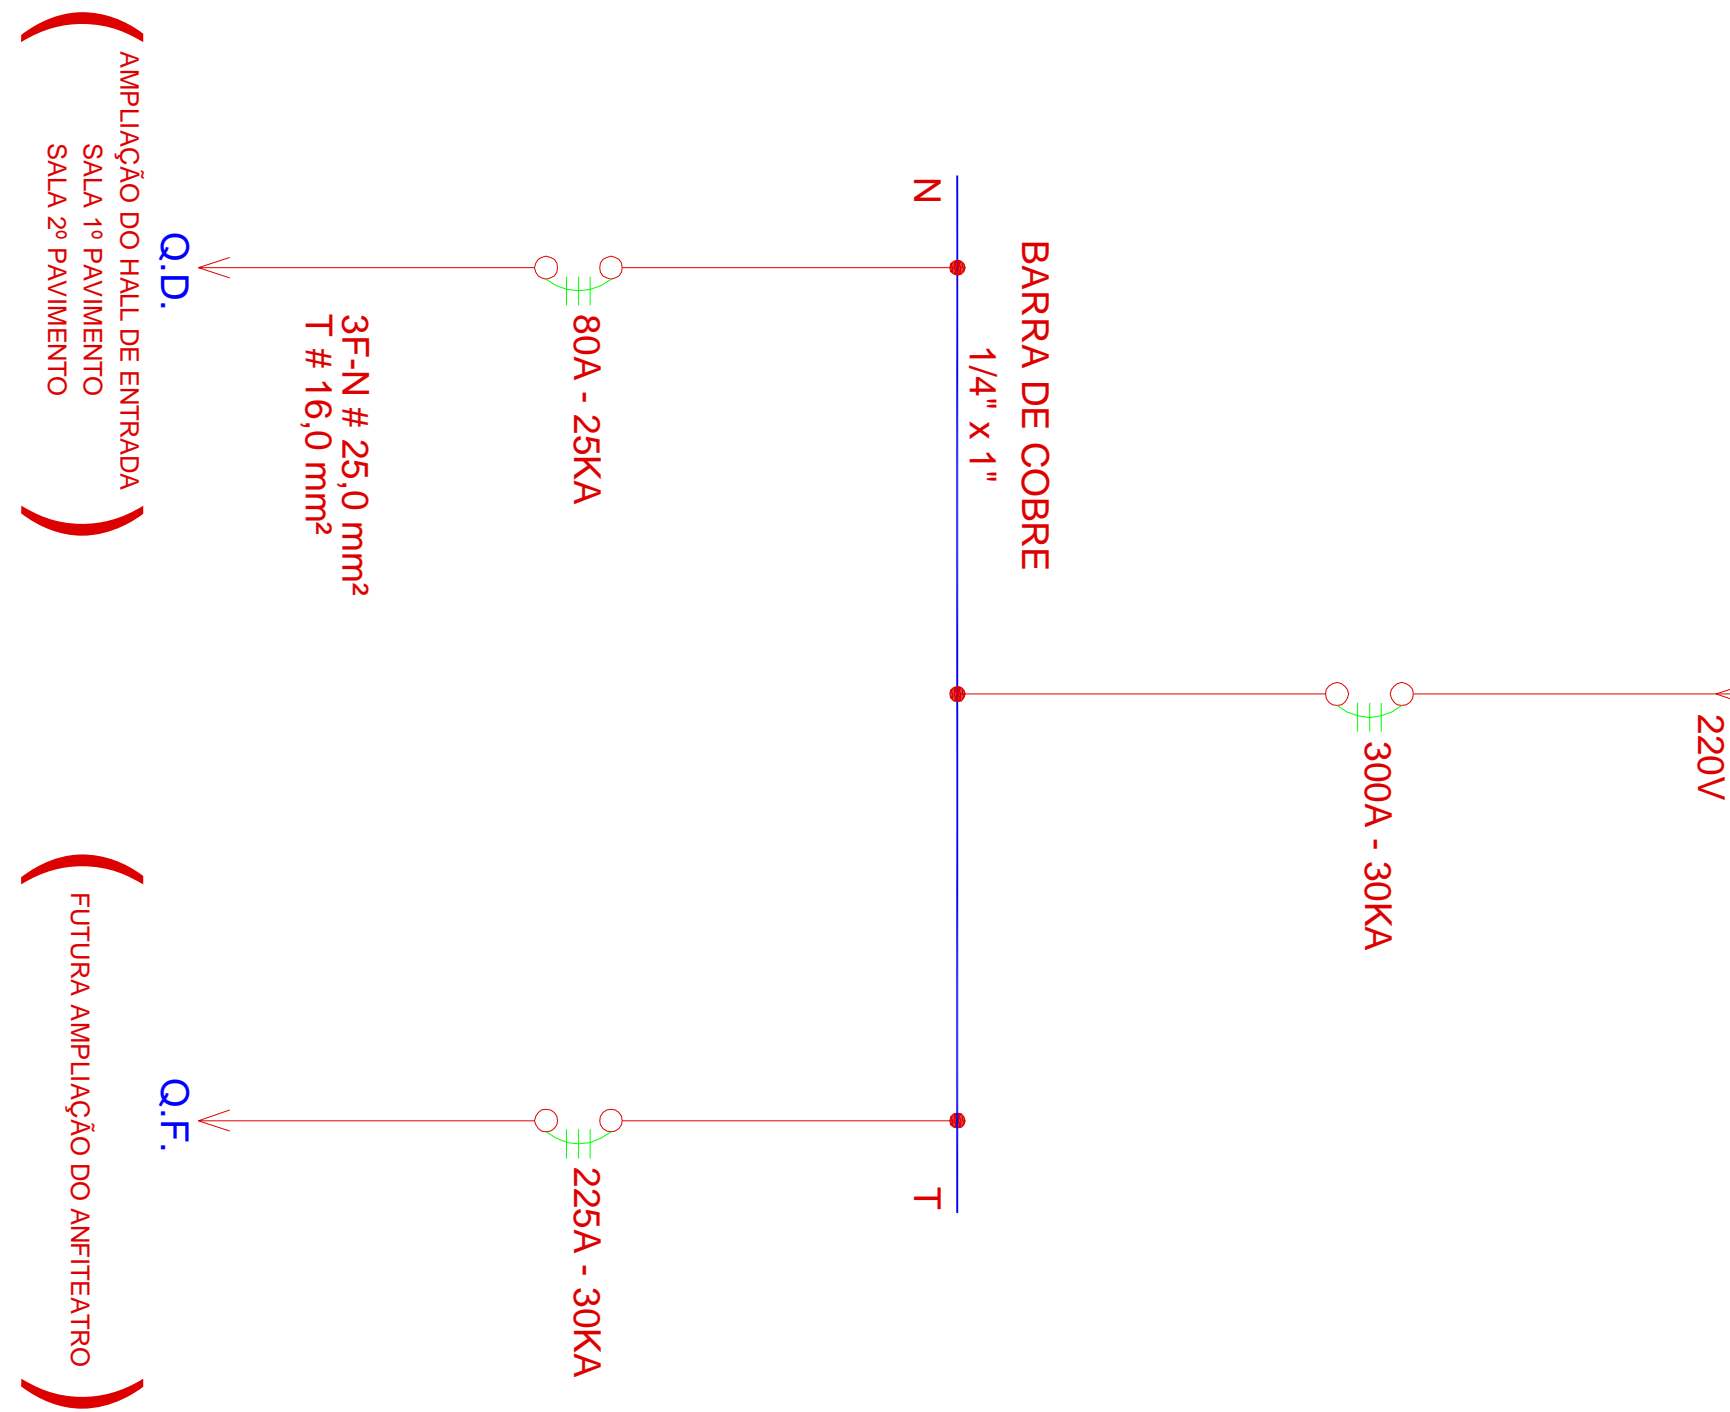 220V
300A - 30KA
BARRA DE COBRE
1/4" x 1"
N
T
80A - 25KA
225A - 30KA
3F-N # 25,0 mm²
T # 16,0 mm²
Q.D.
Q.F.
AMPLIAÇÃO DO HALL DE ENTRADA
SALA 1º PAVIMENTO
SALA 2º PAVIMENTO
FUTURA AMPLIAÇÃO DO ANFITEATRO